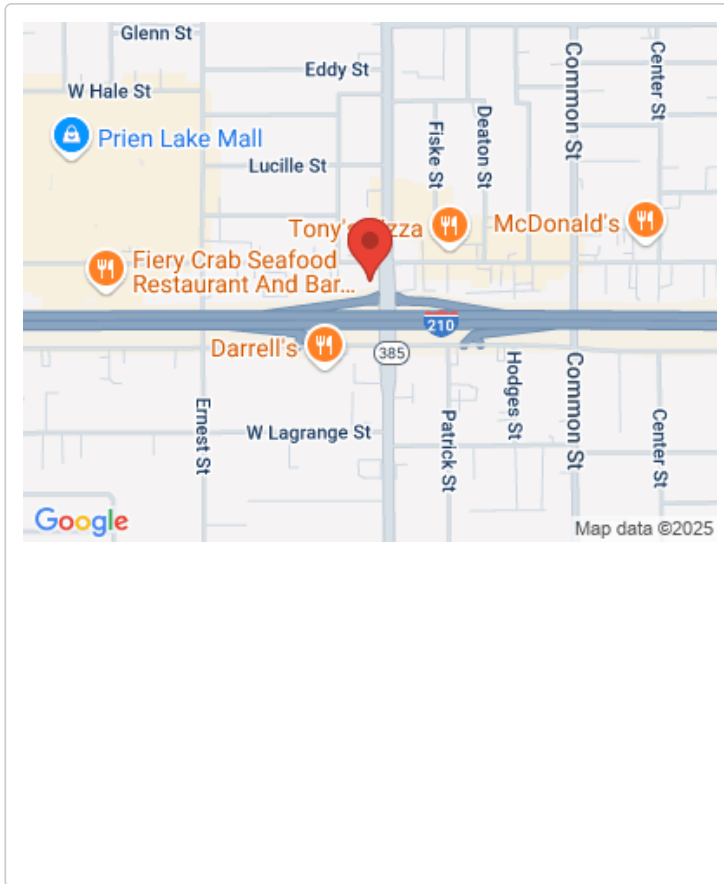 Glenn St
Eddy St
W Hale St
Common St
Center St
Prien Lake Mall
Lucille St
Fiske St
Deaton St
Tony's Pizza
McDonald's
Fiery Crab Seafood
Restaurant And Bar...
210
Darrell's
385
Ernest St
W Lagrange St
Patrick St
Hodges St
Common St
Center St
Google
Map data ©2025